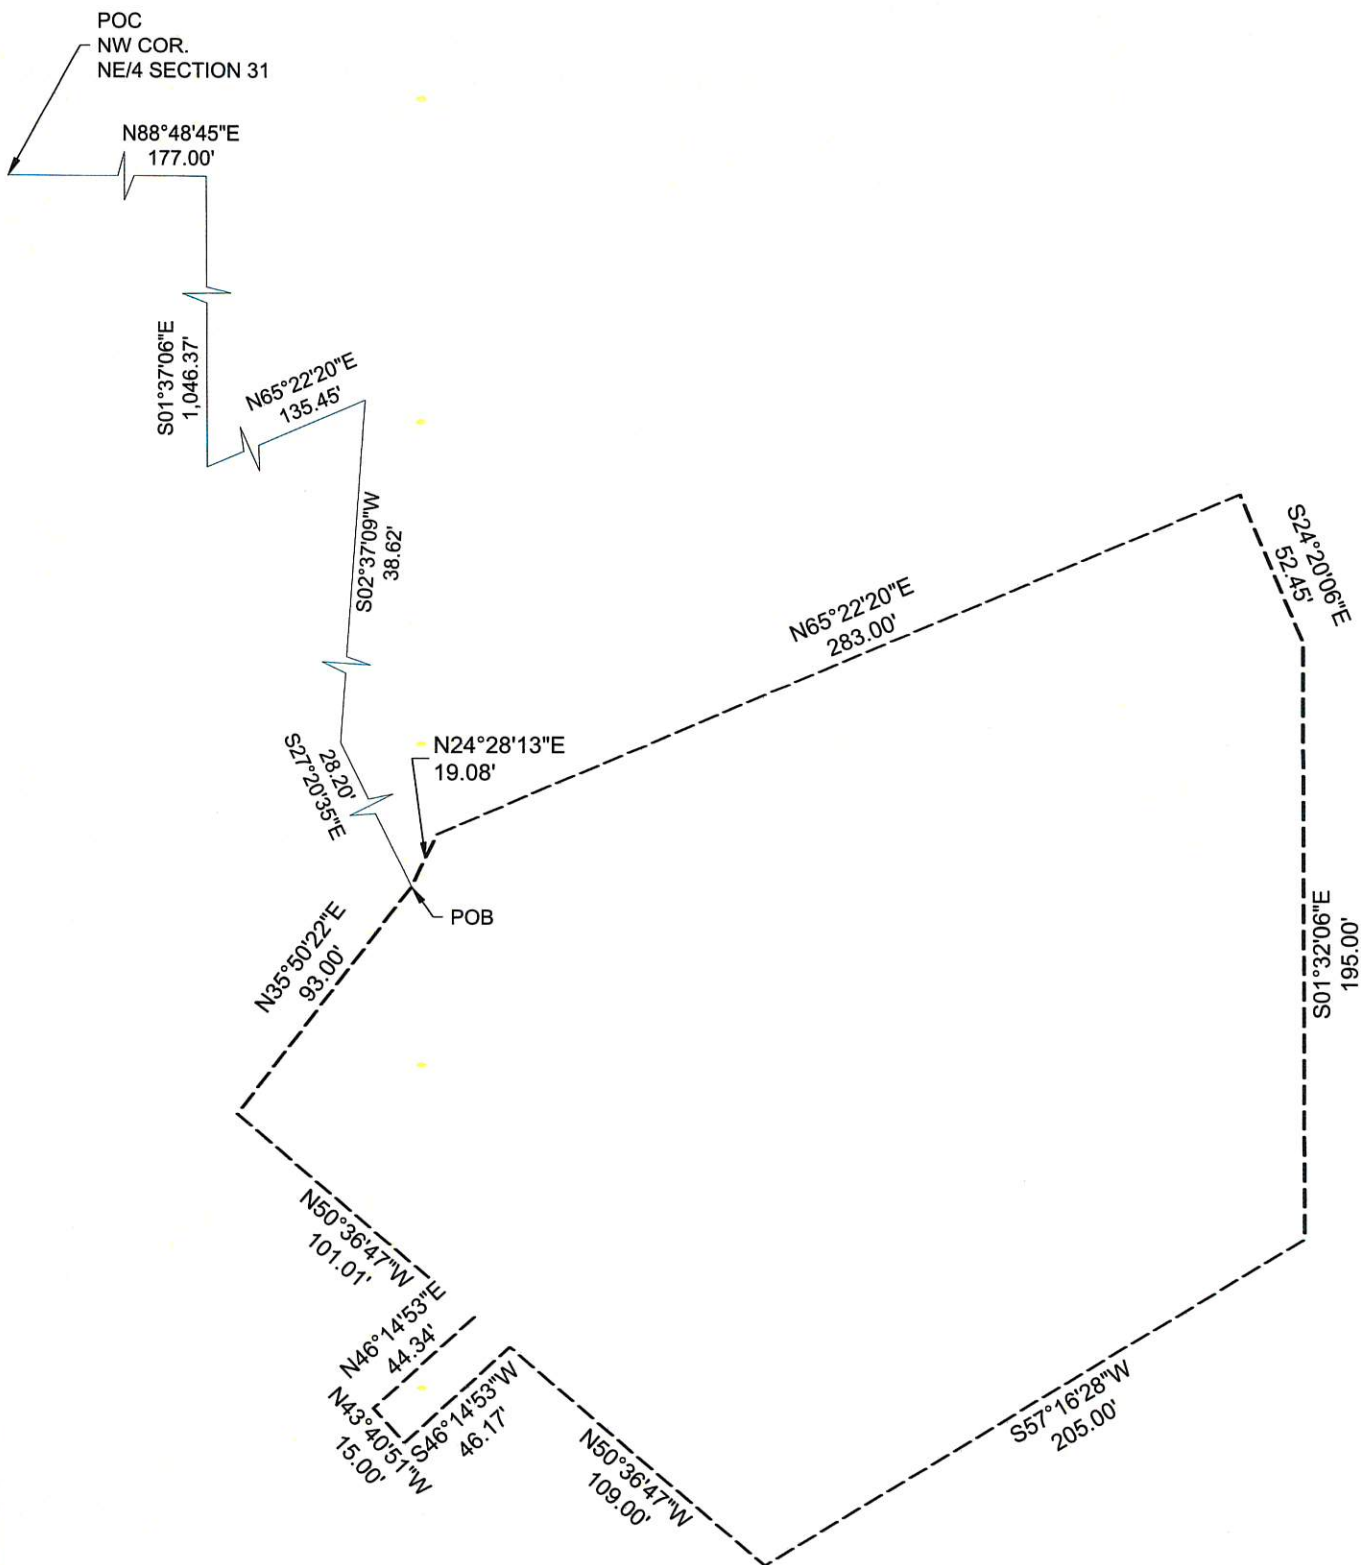 POC
NW COR.
NE/4 SECTION 31
N88°48'45"E
177.00'
S01°37'06"E
1,046.37'
N65°22'20"E
135.45'
S02°37'09"W
38.62'
28.20'
S27°20'35"E
N24°28'13"E
19.08'
POB
N65°22'20"E
283.00'
S24°20'06"E
52.45'
S01°32'06"E
195.00'
S57°16'28"W
205.00'
N50°36'47"W
109.00'
S46°14'53"W
46.17'
N43°40'51"W
15.00'
N46°14'53"E
44.34'
N50°36'47"W
101.01'
N35°50'22"E
93.00'